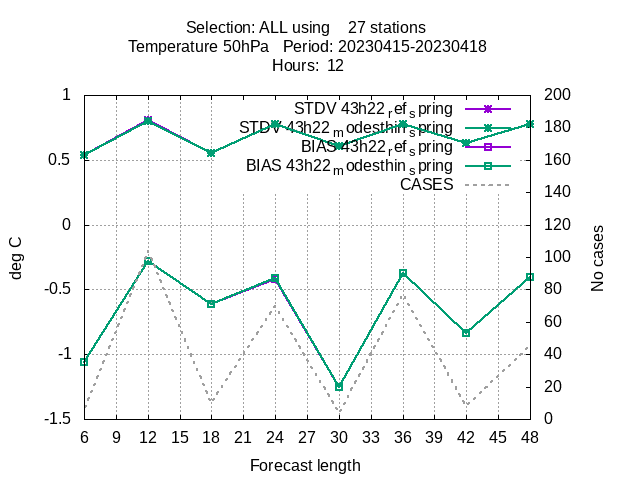 Selection: ALL using 27 stations
Temperature 50hPa Period: 20230415-20230418
Hours: 12
1 200
STDV 43h22_ref_spring
180
STDV 43h22_modesthin_spring
BIAS 43h22_ref_spring
0.5 160
BIAS 43h22_modesthin_spring
CASES
140
0 120
deg C
No cases
100
-0.5 80
60
-1 40
20
-1.5 0
6 9 12 15 18 21 24 27 30 33 36 39 42 45 48
Forecast length